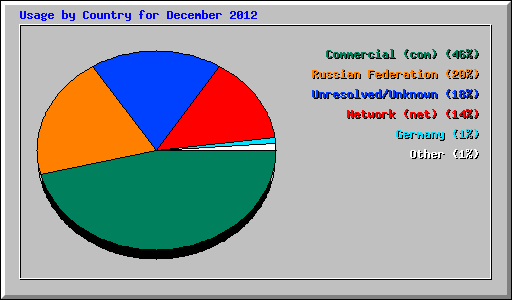 Usage by Country for December 2012
Commercial (com) (46%)
Russian Federation (20%)
Unresolved/Unknown (18%)
Network (net) (14%)
Germany (1%)
Other (1%)